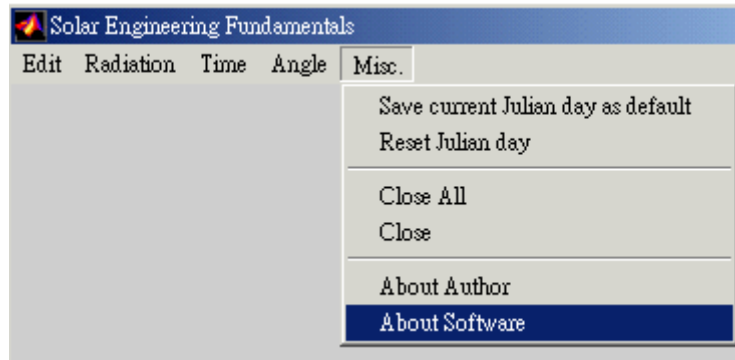 Solar Engineering Fundamentals
Edit Radiation Time Angle Misc.
Save current Julian day as default
Reset Julian day
Close All
Close
About Author
About Software